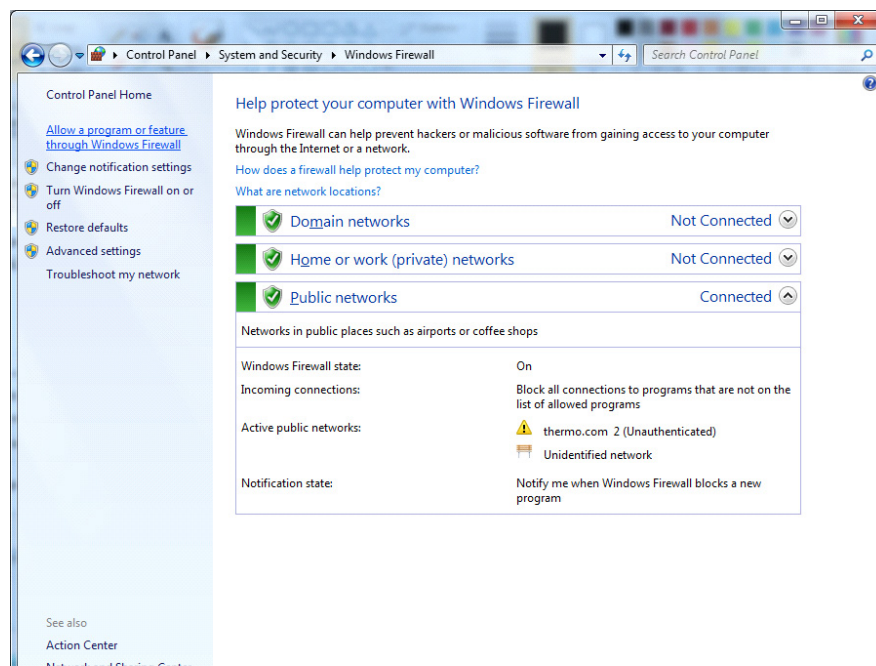 Control Panel System and Security Windows Firewall
Search Control Panel
Control Panel Home
Allow a program or feature
through Windows Firewall
Change notification settings
Turn Windows Firewall on or
off
Restore defaults
Advanced settings
Troubleshoot my network
Help protect your computer with Windows Firewall
Windows Firewall can help prevent hackers or malicious software from gaining access to your computer
through the Internet or a network.
How does a firewall help protect my computer?
What are network locations?
Domain networks Not Connected
Home or work (private) networks Not Connected
Public networks Connected
Networks in public places such as airports or coffee shops
Windows Firewall state: On
Incoming connections: Block all connections to programs that are not on the
list of allowed programs
Active public networks: thermo.com 2 (Unauthenticated)
Unidentified network
Notification state: Notify me when Windows Firewall blocks a new
program
See also
Action Center
Network and Sharing Center